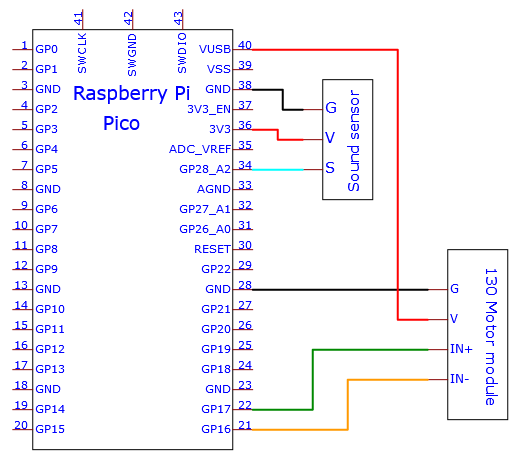 41 42 43
SWCLK SWGND SWDIO
Raspberry Pi
Pico
1 GP0 VUSB 40
2 GP1 VSS 39
3 GND GND 38
4 GP2 3V3_EN 37
5 GP3 3V3 36
6 GP4 ADC_VREF 35
7 GP5 GP28_A2 34
8 GND AGND 33
9 GP6 GP27_A1 32
10 GP7 GP26_A0 31
11 GP8 RESET 30
12 GP9 GP22 29
13 GND GND 28
14 GP10 GP21 27
15 GP11 GP20 26
16 GP12 GP19 25
17 GP13 GP18 24
18 GND GND 23
19 GP14 GP17 22
20 GP15 GP16 21
G
V
S
Sound sensor
G
V
IN+
IN-
130 Motor module